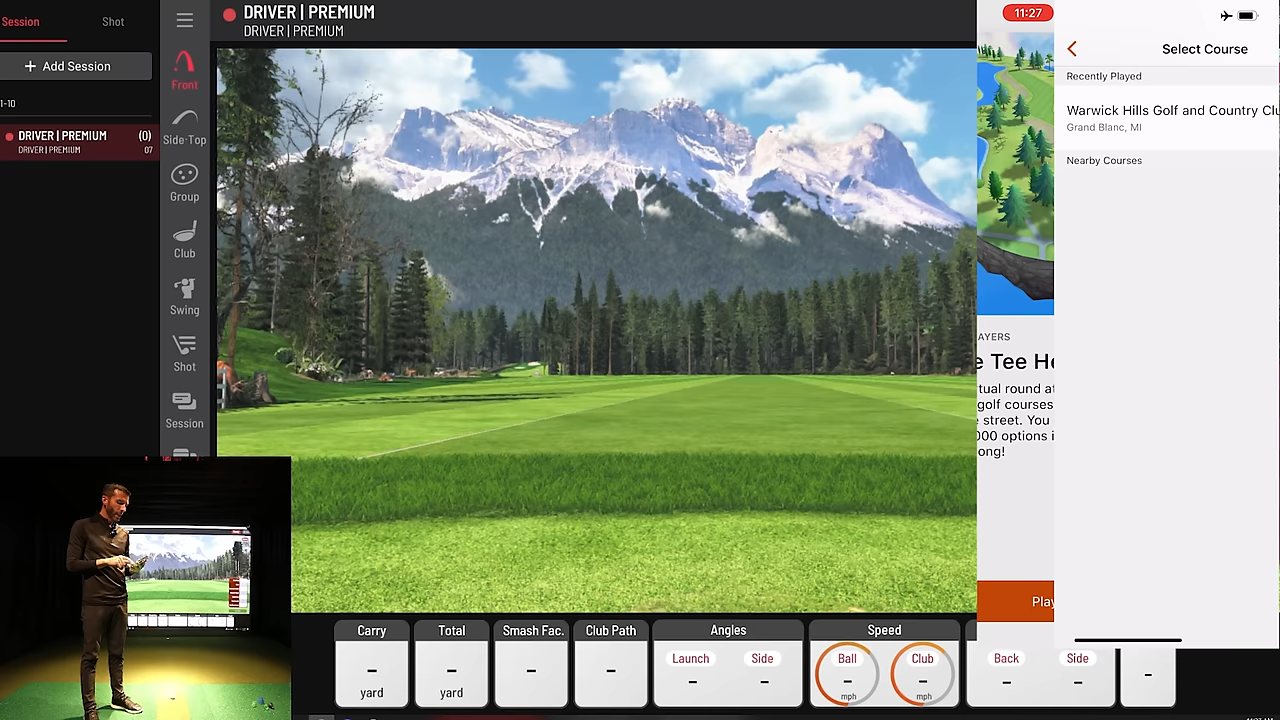 Session
Shot
+ Add Session
1-10
DRIVER | PREMIUM
(0)
DRIVER | PREMIUM
07
Front
Side-Top
Group
Club
Swing
Shot
Session
DRIVER | PREMIUM
DRIVER | PREMIUM
11:27
Select Course
Recently Played
Warwick Hills Golf and Country Cl
Grand Blanc, MI
Nearby Courses
AYERS
e Tee He
tual round at
golf courses
street. You
000 options i
ong!
Play
Carry
-
yard
Total
-
yard
Smash Fac.
-
Club Path
-
Angles
Launch
-
Side
-
Speed
Ball
-
mph
Club
-
mph
Back
-
Side
-
-